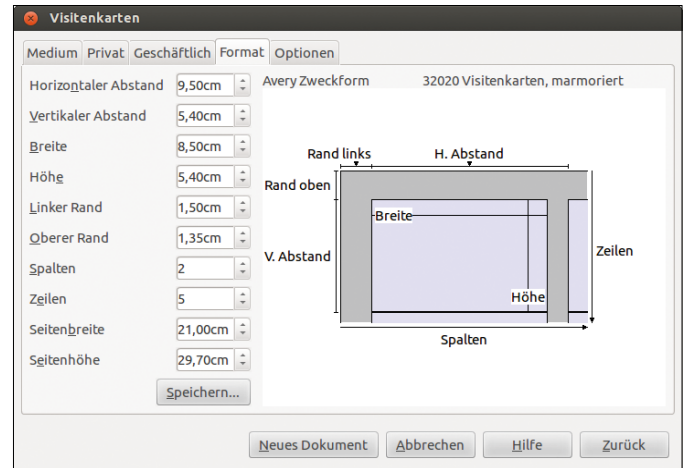 Visitenkarten
Medium Privat Geschäftlich Format Optionen
Horizontaler Abstand 9,50cm
Vertikaler Abstand 5,40cm
Breite 8,50cm
Höhe 5,40cm
Linker Rand 1,50cm
Oberer Rand 1,35cm
Spalten 2
Zeilen 5
Seitenbreite 21,00cm
Seitenhöhe 29,70cm
Speichern...
Avery Zweckform 32020 Visitenkarten, marmoriert
Rand links H. Abstand
Rand oben
Breite
V. Abstand Zeilen
Höhe
Spalten
Neues Dokument Abbrechen Hilfe Zurück